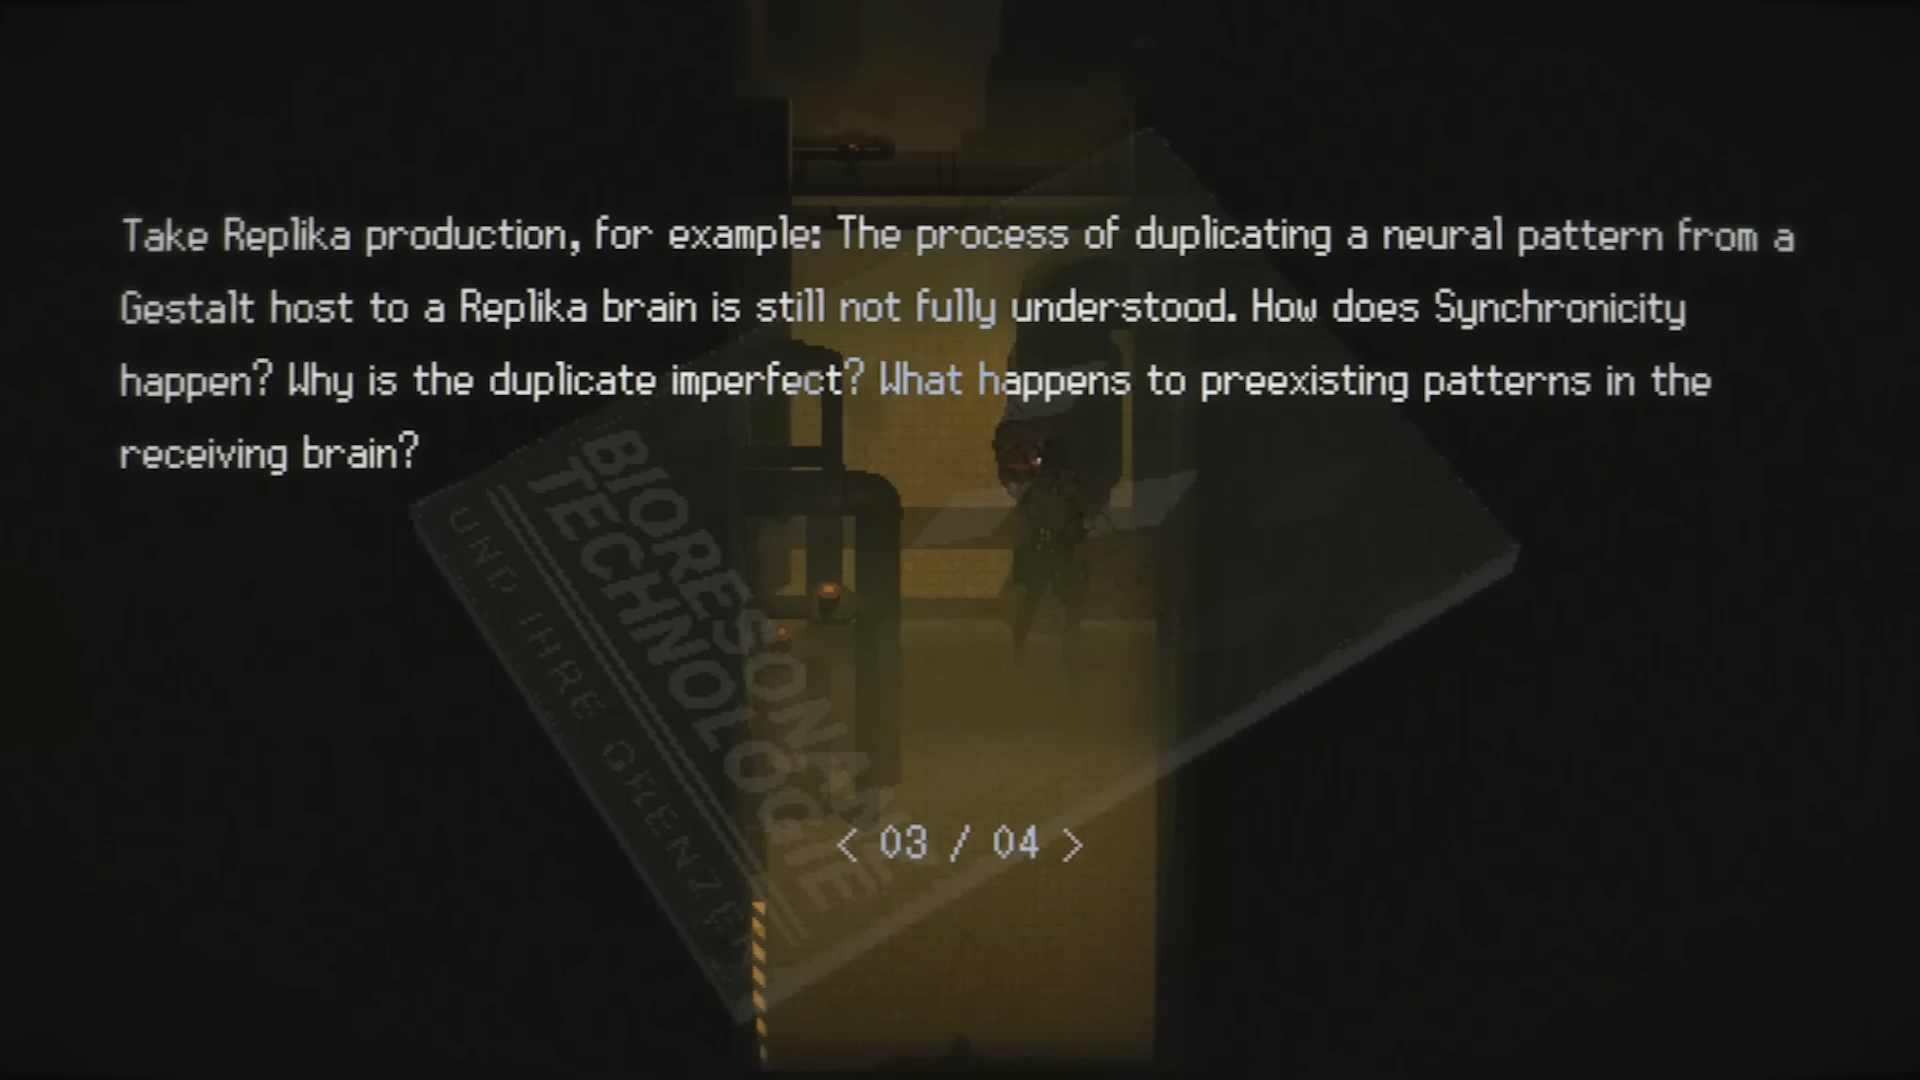 Take Replika production, for example: The process of duplicating a neural pattern from a
Gestalt host to a Replika brain is still not fully understood. How does Synchronicity
happen? Why is the duplicate imperfect? What happens to preexisting patterns in the
receiving brain?
BIORESONANZ
TECHNOLOGIE
UND IHRE GRENZEN
< 03 / 04 >